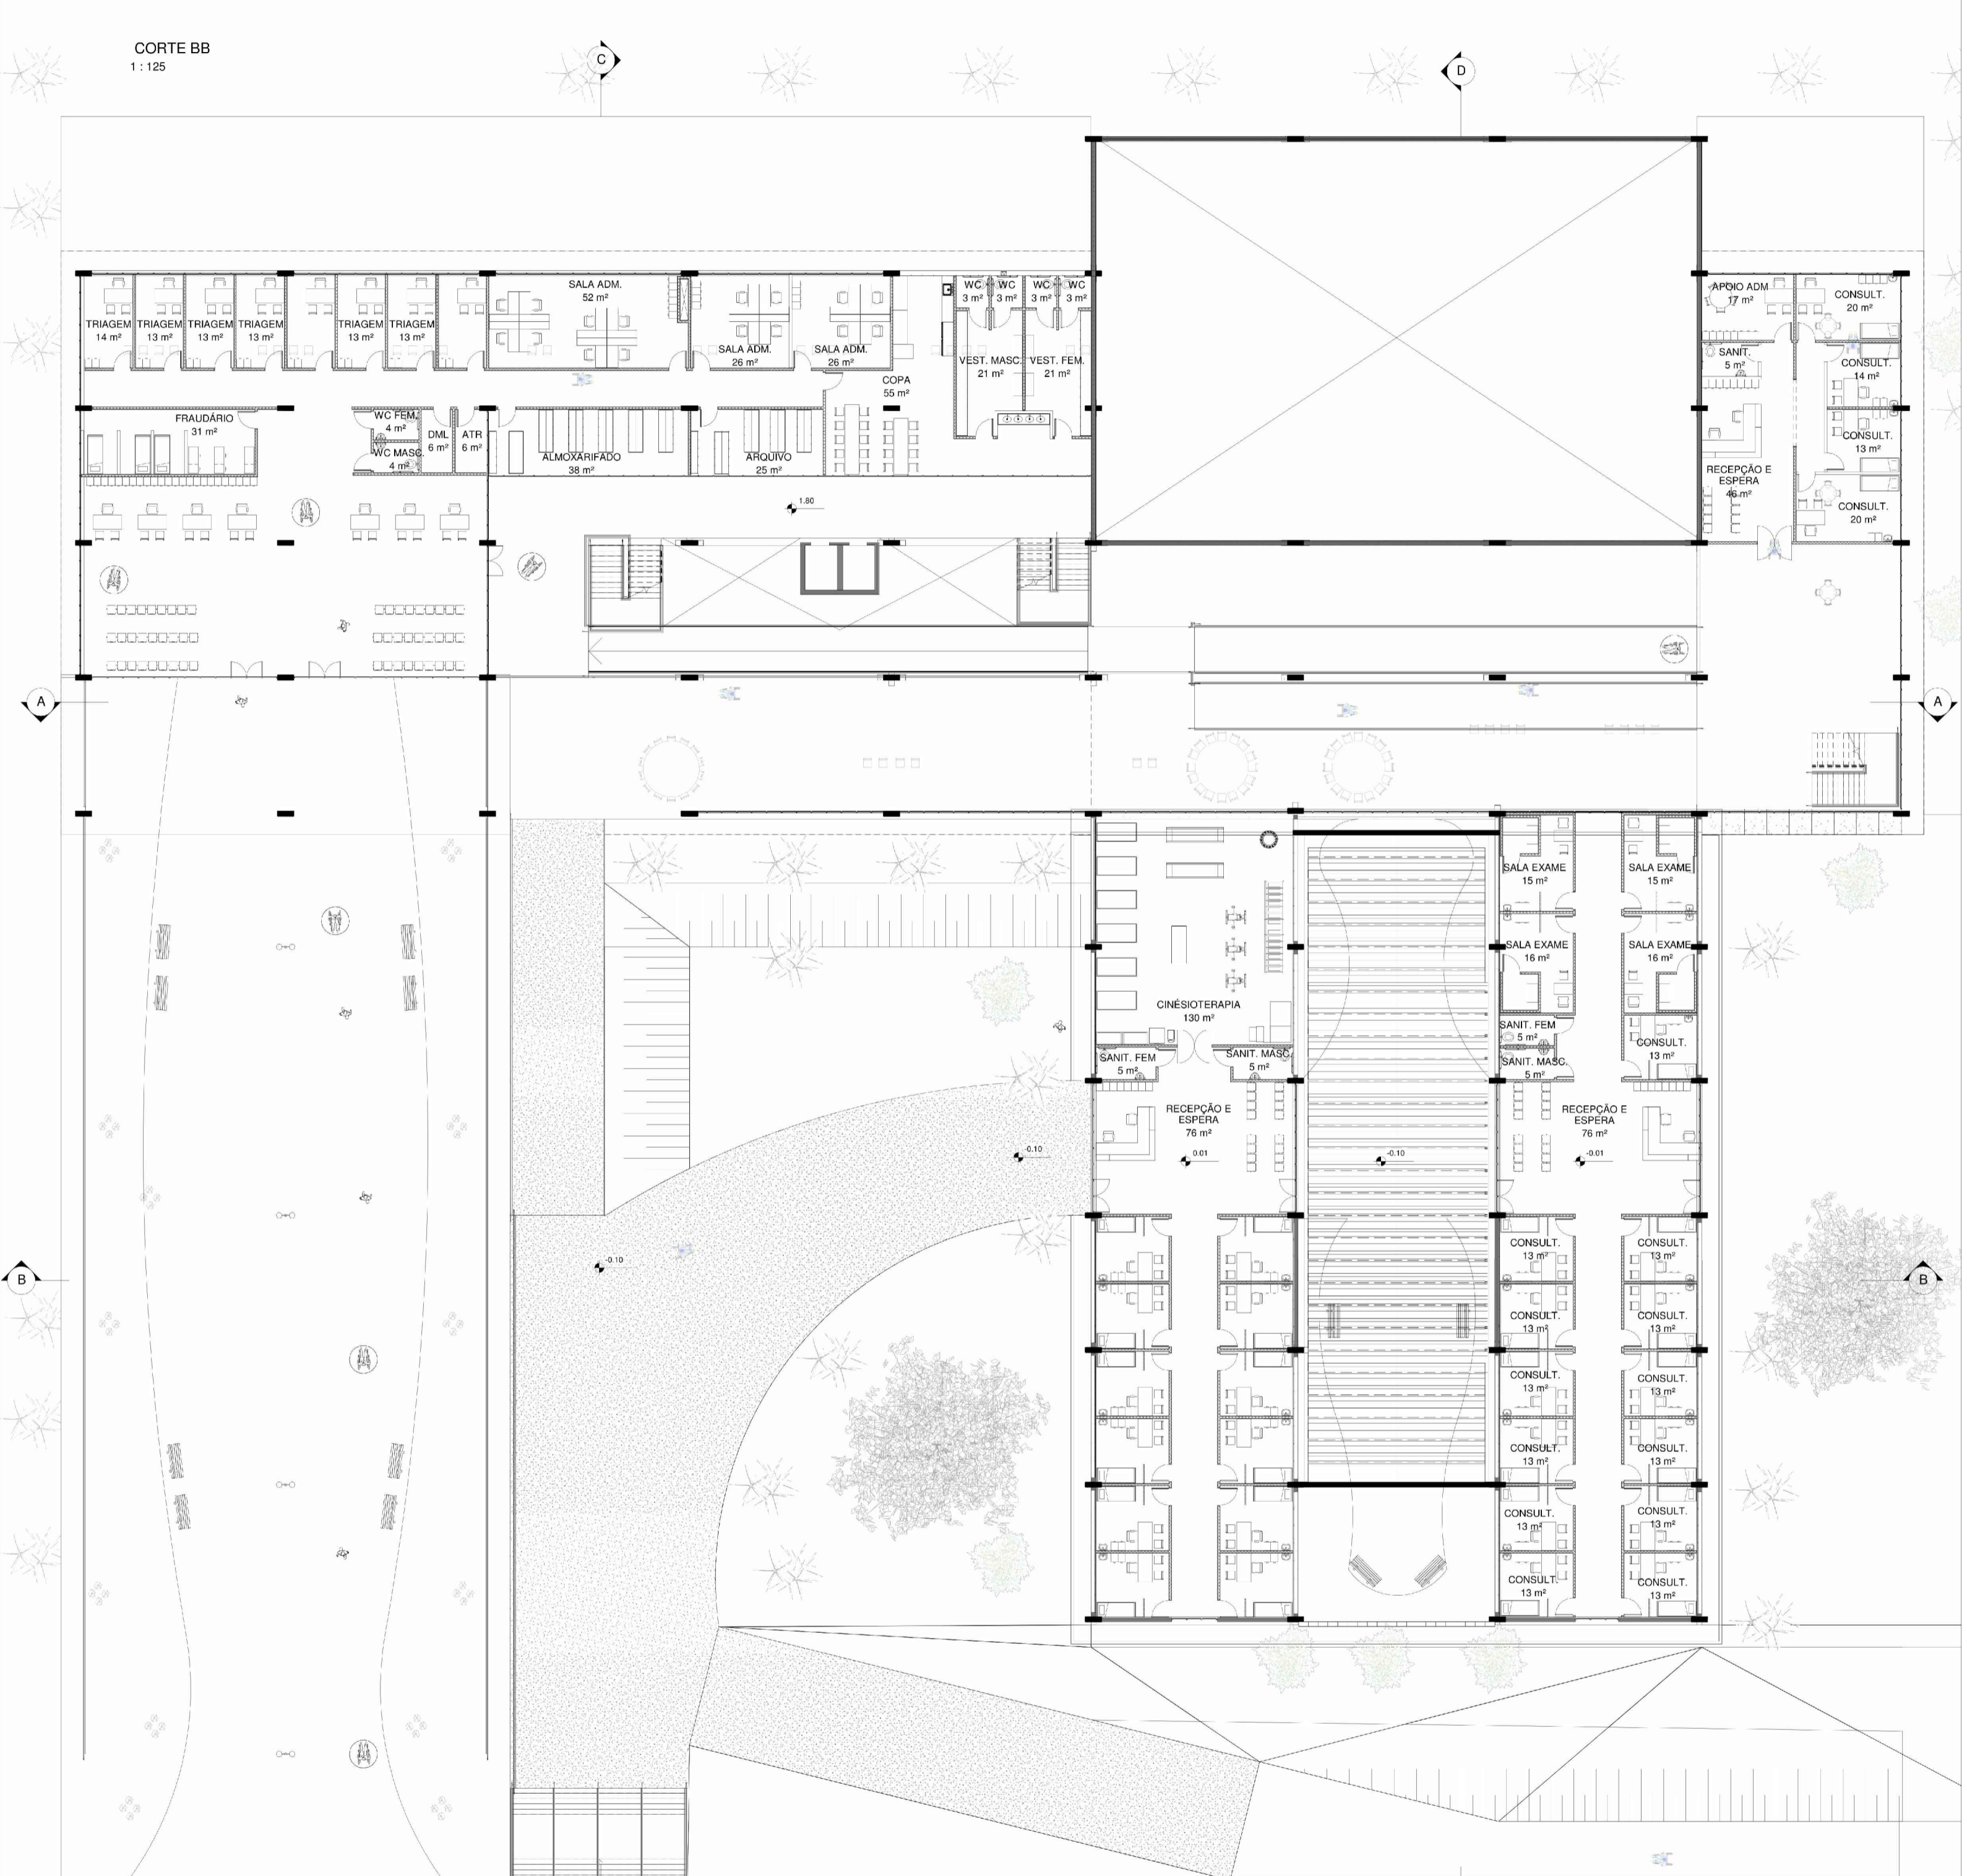 CORTE BB
1 : 125
C
D
TRIAGEM
14 m²
TRIAGEM
13 m²
TRIAGEM
13 m²
TRIAGEM
13 m²
TRIAGEM
13 m²
TRIAGEM
13 m²
SALA ADM.
52 m²
SALA ADM.
26 m²
SALA ADM.
26 m²
COPA
55 m²
WC
3 m²
WC
3 m²
WC
3 m²
WC
3 m²
VEST. MASC.
21 m²
VEST. FEM.
21 m²
APOIO ADM
17 m²
CONSULT.
20 m²
SANIT.
5 m²
CONSULT.
14 m²
CONSULT.
13 m²
RECEPÇÃO E
ESPERA
46 m²
CONSULT.
20 m²
FRAUDÁRIO
31 m²
WC FEM.
4 m²
WC MASC.
4 m²
DML
6 m²
ATR
6 m²
ALMOXARIFADO
38 m²
ARQUIVO
25 m²
1.80
A
A
SALA EXAME
15 m²
SALA EXAME
15 m²
SALA EXAME
16 m²
SALA EXAME
16 m²
CINÉSIOTERAPIA
130 m²
SANIT. FEM
5 m²
SANIT. MASC.
5 m²
SANIT. FEM
5 m²
SANIT. MASC.
5 m²
CONSULT.
13 m²
RECEPÇÃO E
ESPERA
76 m²
RECEPÇÃO E
ESPERA
76 m²
-0.10
0.01
-0.10
-0.01
-0.10
B
B
CONSULT.
13 m²
CONSULT.
13 m²
CONSULT.
13 m²
CONSULT.
13 m²
CONSULT.
13 m²
CONSULT.
13 m²
CONSULT.
13 m²
CONSULT.
13 m²
CONSULT.
13 m²
CONSULT.
13 m²
CONSULT.
13 m²
CONSULT.
13 m²